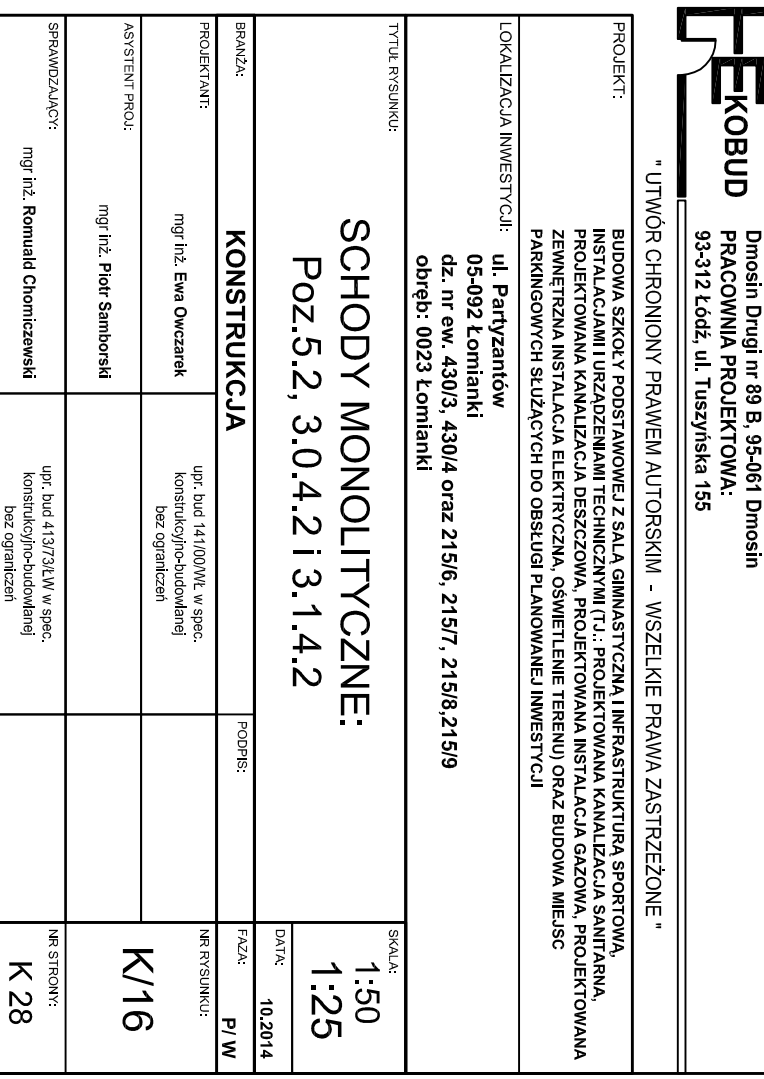 EKOBUD
Dmosin Drugi nr 89 B, 95-061 Dmosin
PRACOWNIA PROJEKTOWA:
93-312 Łódź, ul. Tuszyńska 155
" UTWÓR CHRONIONY PRAWEM AUTORSKIM - WSZELKIE PRAWA ZASTRZEŻONE "
PROJEKT:
BUDOWA SZKOŁY PODSTAWOWEJ Z SALĄ GIMNASTYCZNĄ I INFRASTRUKTURĄ SPORTOWĄ,
INSTALACJAMI I URZĄDZENIAMI TECHNICZNYMI (TJ.: PROJEKTOWANA KANALIZACJA SANITARNA,
PROJEKTOWANA KANALIZACJA DESZCZOWA, PROJEKTOWANA INSTALACJA GAZOWA, PROJEKTOWANA
ZEWNĘTRZNA INSTALACJA ELEKTRYCZNA, OŚWIETLENIE TERENU) ORAZ BUDOWA MIEJSC
PARKINGOWYCH SŁUŻĄCYCH DO OBSŁUGI PLANOWANEJ INWESTYCJI
LOKALIZACJA INWESTYCJI:
ul. Partyzantów
05-092 Łomianki
dz. nr ew. 430/3, 430/4 oraz 215/6, 215/7, 215/8,215/9
obręb: 0023 Łomianki
TYTUŁ RYSUNKU:
SCHODY MONOLITYCZNE:
Poz.5.2, 3.0.4.2 i 3.1.4.2
SKALA:
1:50
1:25
DATA:
10.2014
BRANŻA:
KONSTRUKCJA
PODPIS:
FAZA:
P/ W
PROJEKTANT:
mgr inż. Ewa Owczarek
upr. bud 141/00/WŁ w spec.
konstrukcyjno-budowlanej
bez ograniczeń
NR RYSUNKU:
K/16
ASYSTENT PROJ:
mgr inż. Piotr Samborski
SPRAWDZAJĄCY:
mgr inż. Romuald Chomiczewski
upr. bud 413/73/ŁW w spec.
konstrukcyjno-budowlanej
bez ograniczeń
NR STRONY:
K 28